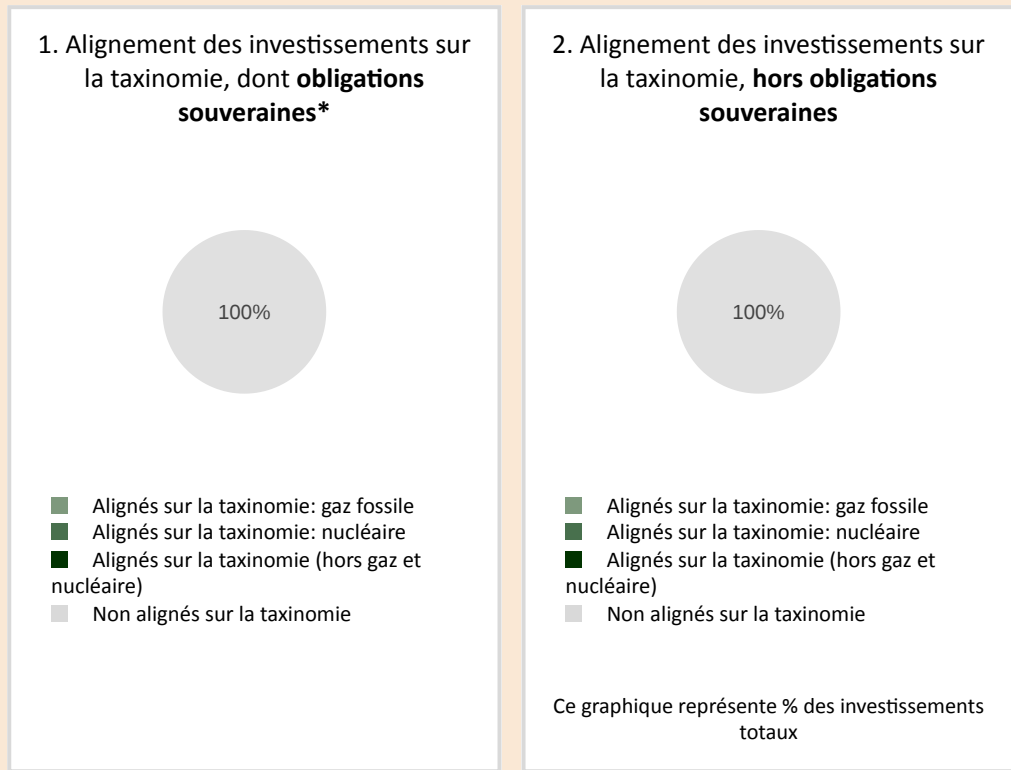 1. Alignement des investissements sur
la taxinomie, dont obligations
souveraines*
100%
Alignés sur la taxinomie: gaz fossile
Alignés sur la taxinomie: nucléaire
Alignés sur la taxinomie (hors gaz et
nucléaire)
Non alignés sur la taxinomie
2. Alignement des investissements sur
la taxinomie, hors obligations
souveraines
100%
Alignés sur la taxinomie: gaz fossile
Alignés sur la taxinomie: nucléaire
Alignés sur la taxinomie (hors gaz et
nucléaire)
Non alignés sur la taxinomie
Ce graphique représente % des investissements
totaux